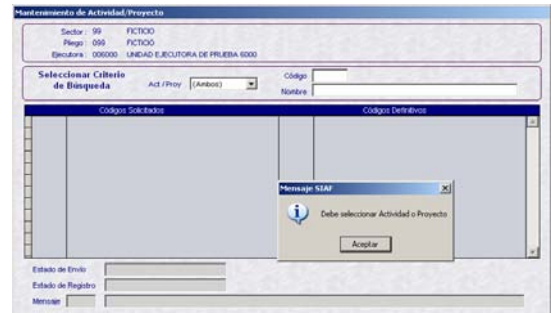 Mantenimiento de Actividad/Proyecto
Sector: 99 FICTICIO
Pliego: 099 FICTICIO
Ejecutora: 006000 UNIDAD EJECUTORA DE PRUEBA 6000
Seleccionar Criterio
de Búsqueda
Act /Proy (Ambos)
Código
Nombre
Códigos Solicitados Códigos Definitivos
Mensaje SIAF
Debe seleccionar Actividad o Proyecto
Aceptar
Estado de Envío
Estado de Registro
Mensaje